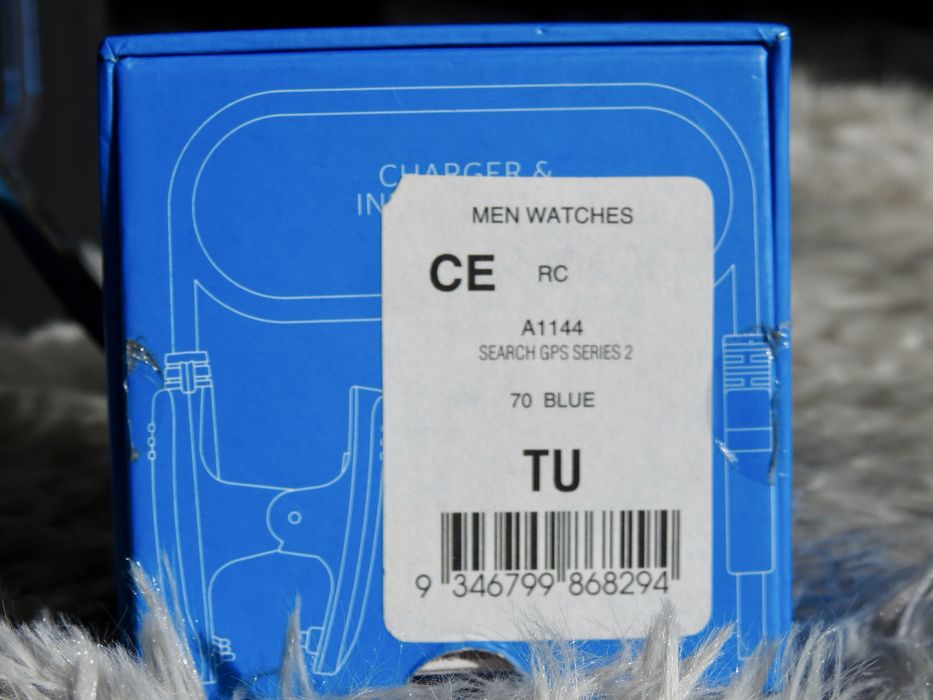 CHARGER &
MEN WATCHES
CE RC
A1144
SEARCH GPS SERIES 2
70 BLUE
TU
9 346799 868294